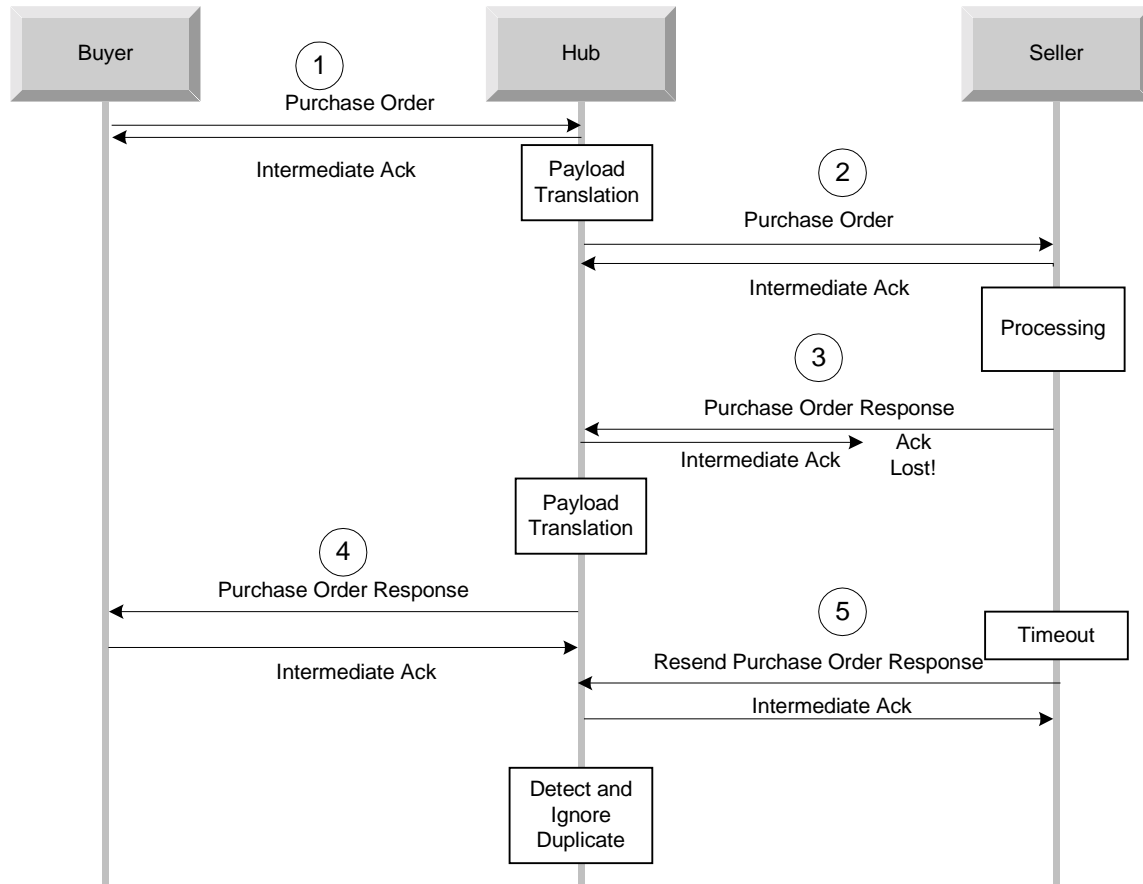 Buyer
Hub
Seller
1
Purchase Order
Intermediate Ack
Payload
Translation
2
Purchase Order
Intermediate Ack
Processing
3
Purchase Order Response
Intermediate Ack
Ack
Lost!
Payload
Translation
4
Purchase Order Response
Intermediate Ack
5
Timeout
Resend Purchase Order Response
Intermediate Ack
Detect and
Ignore
Duplicate